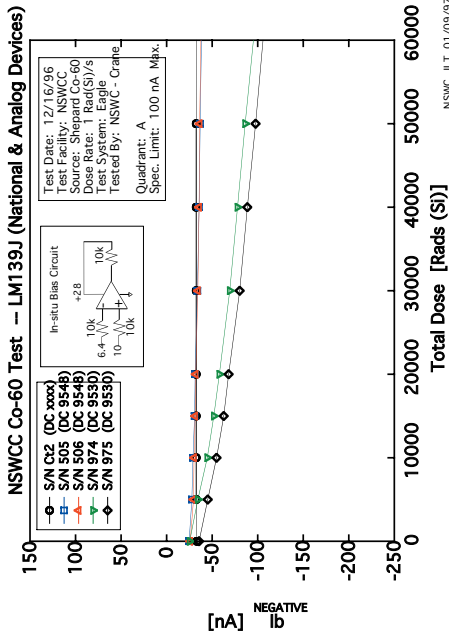 NSWCC Co-60 Test -- LM139J (National & Analog Devices)
Test Date: 12/16/96
Test Facility: NSWCC
Source: Shepard Co-60
Dose Rate: 1 Rad(Si)/s
Test System: Eagle
Tested By: NSWC - Crane
Quadrant: A
Spec. Limit: 100 nA Max.
In-situ Bias Circuit
+28
10k
6.4
10k
10
10k
S/N Ct2 (DC xxxx)
S/N 505 (DC 9548)
S/N 506 (DC 9548)
S/N 974 (DC 9530)
S/N 975 (DC 9530)
150
100
50
0
-50
-100
-150
-200
-250
[nA] Ib NEGATIVE
0
10000
20000
30000
40000
50000
60000
Total Dose [Rads (Si)]